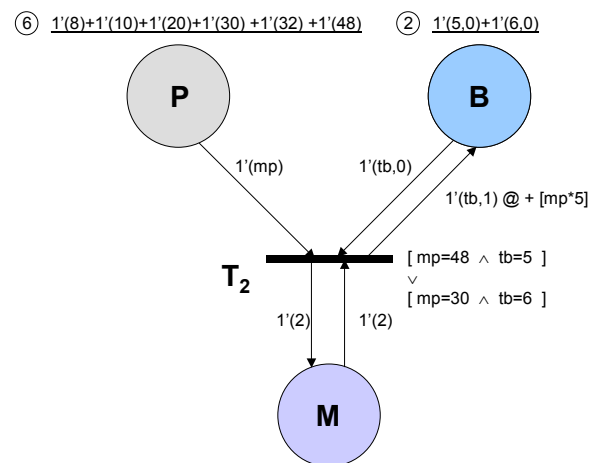 6 1'(8)+1'(10)+1'(20)+1'(30) +1'(32) +1'(48) 2 1'(5,0)+1'(6,0)
P B
1'(mp) 1'(tb,0)
1'(tb,1) @ + [mp*5]
[ mp=48 ∧ tb=5 ]
∨
[ mp=30 ∧ tb=6 ]
T2
1'(2) 1'(2)
M